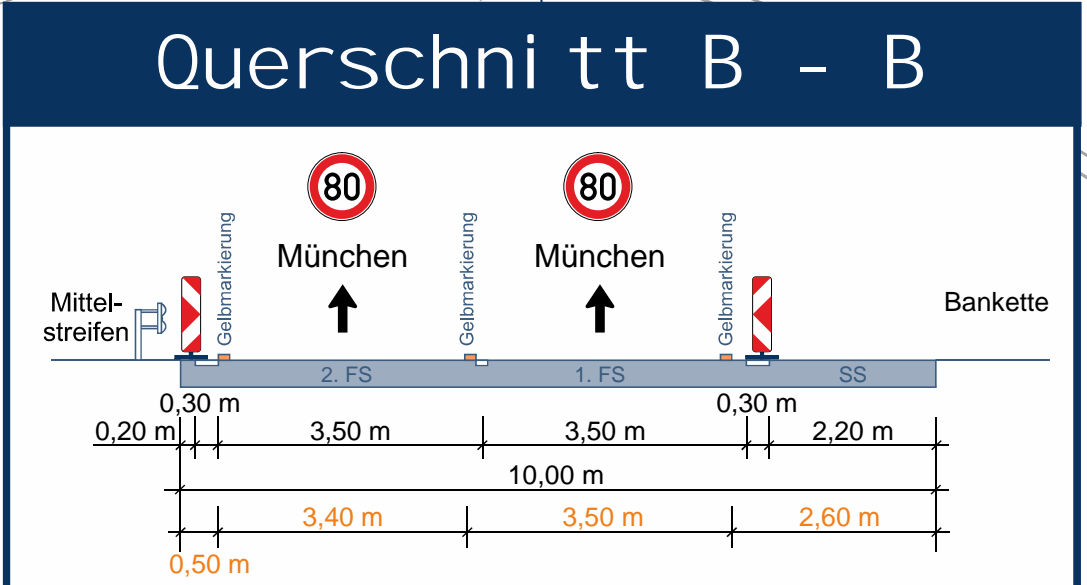 Querschnitt B - B
80
80
Gelbmarkierung
Gelbmarkierung
Gelbmarkierung
München
München
Mittel-
streifen
Bankette
2. FS
1. FS
SS
0,30 m
0,30 m
0,20 m
3,50 m
3,50 m
2,20 m
10,00 m
3,40 m
3,50 m
2,60 m
0,50 m